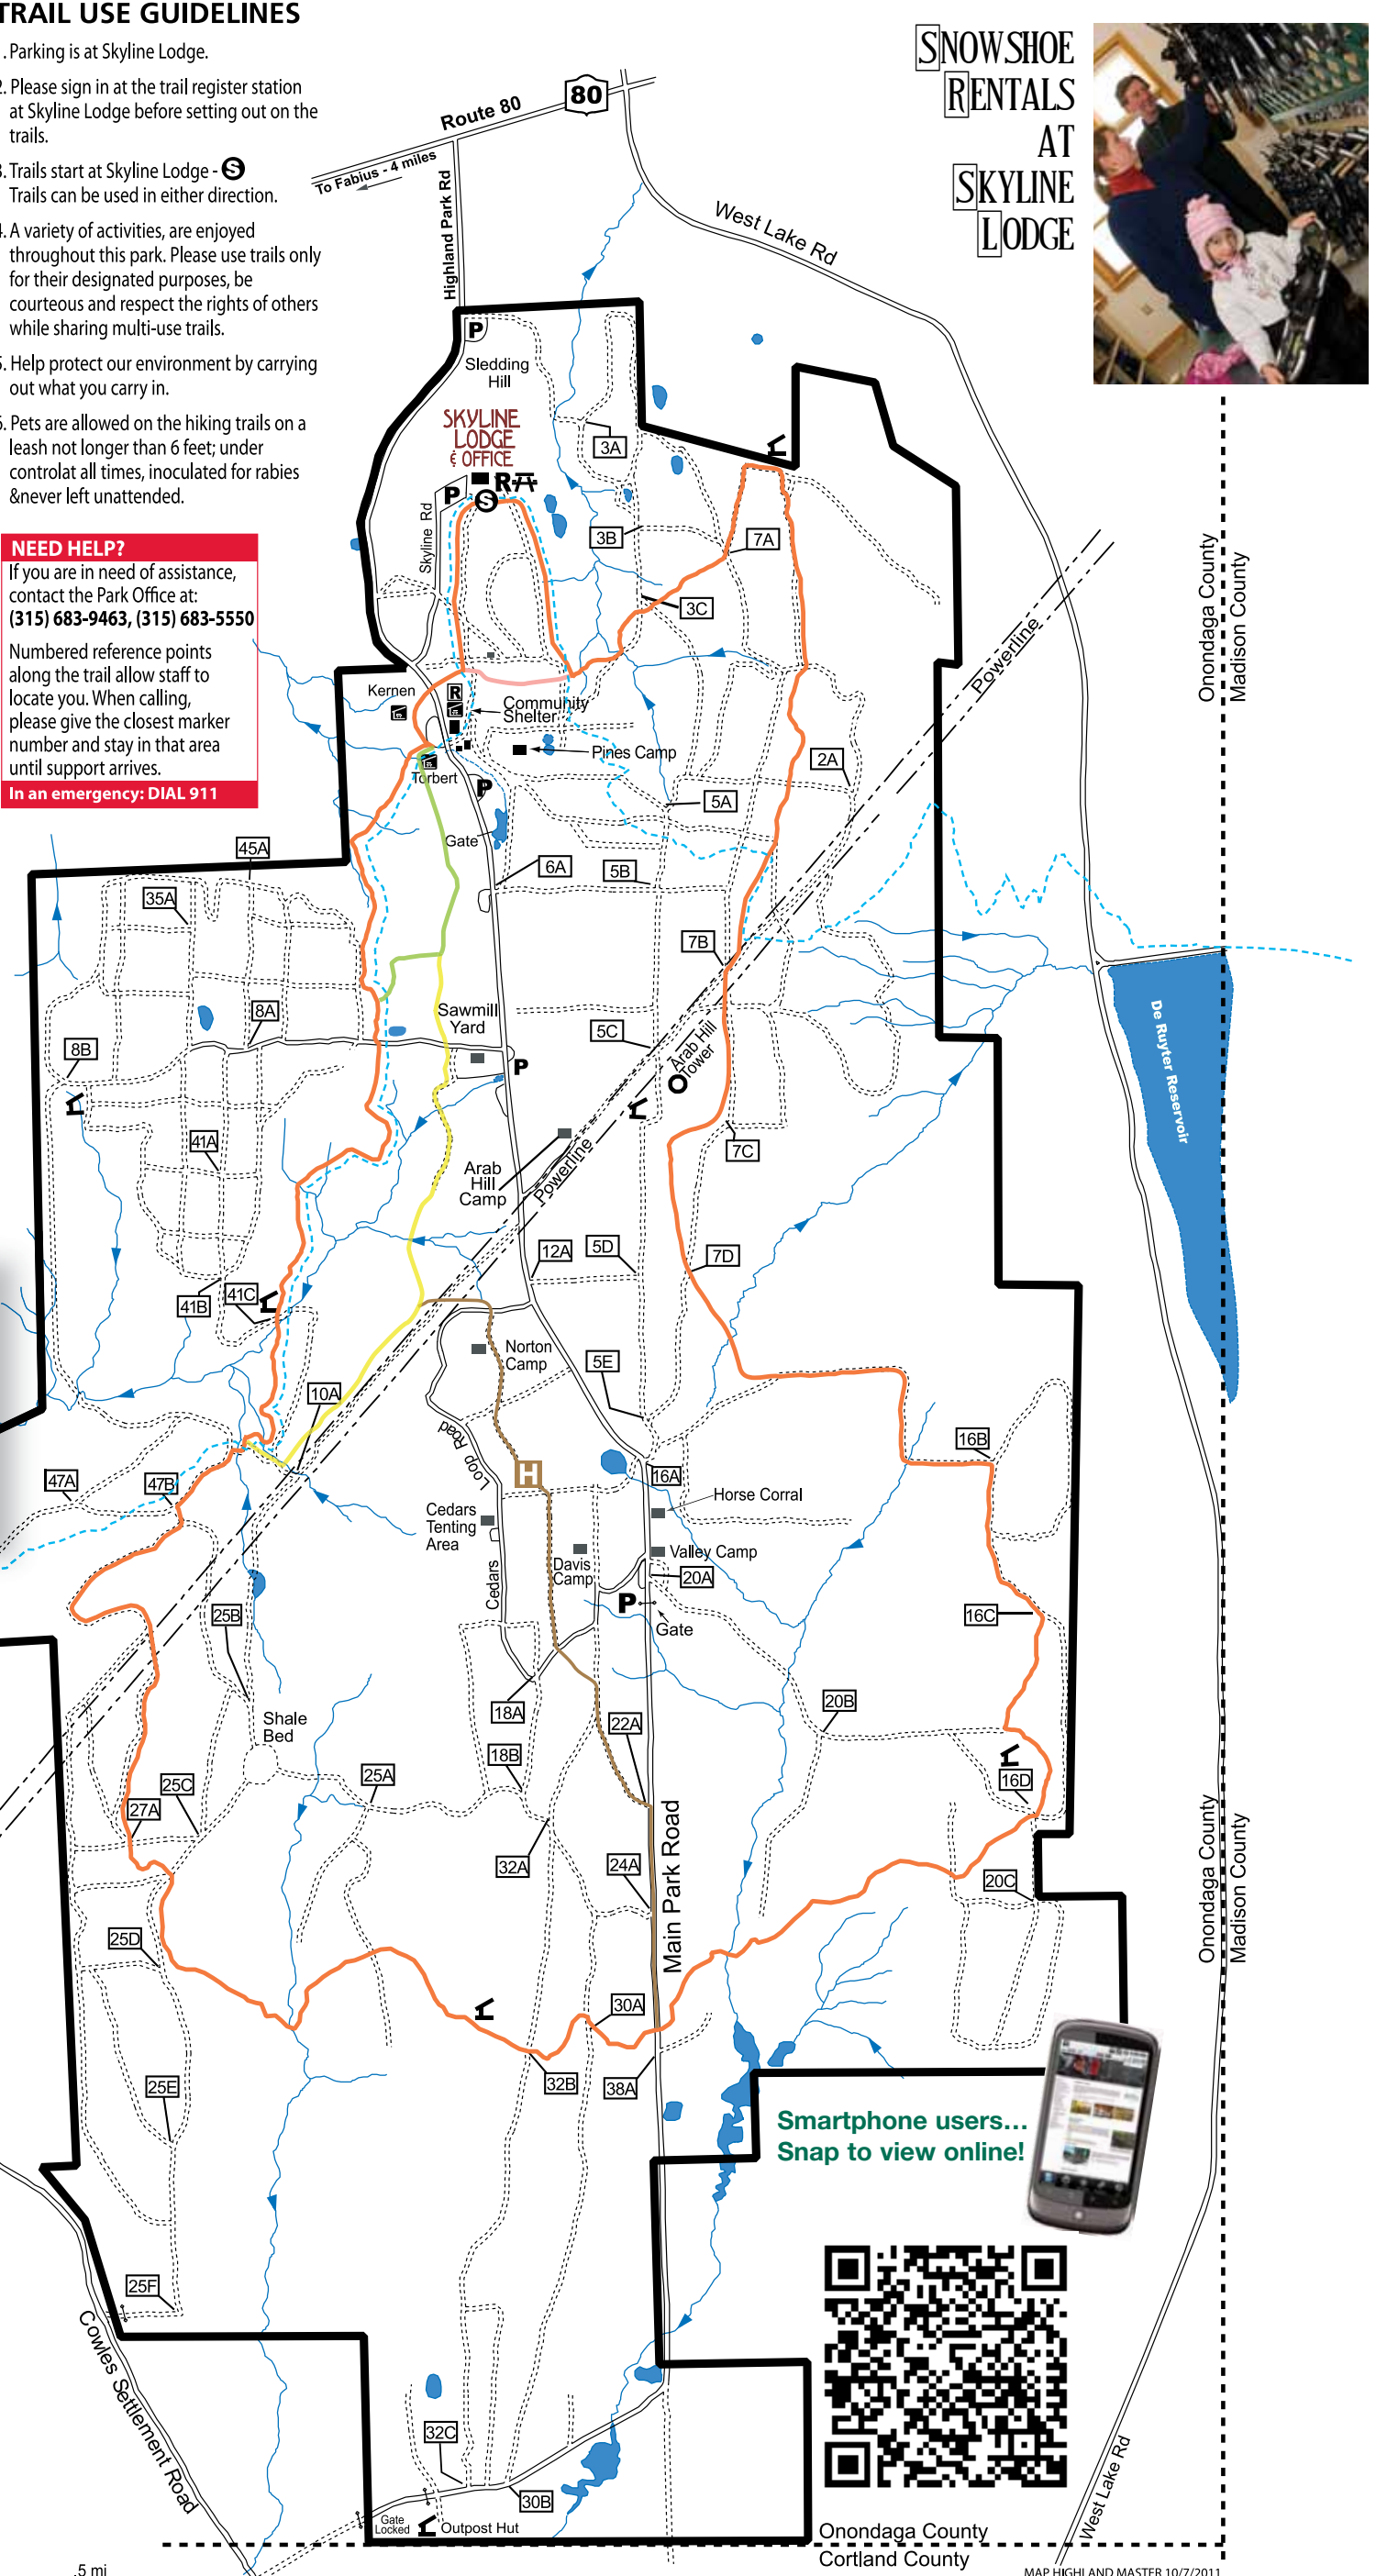 TRAIL USE GUIDELINES
. Parking is at Skyline Lodge.
2. Please sign in at the trail register station
at Skyline Lodge before setting out on the
trails.
3. Trails start at Skyline Lodge - S
Trails can be used in either direction.
4. A variety of activities, are enjoyed
throughout this park. Please use trails only
for their designated purposes, be
courteous and respect the rights of others
while sharing multi-use trails.
5. Help protect our environment by carrying
out what you carry in.
6. Pets are allowed on the hiking trails on a
leash not longer than 6 feet; under
controlat all times, inoculated for rabies
&never left unattended.
NEED HELP?
If you are in need of assistance,
contact the Park Office at:
(315) 683-9463, (315) 683-5550
Numbered reference points
along the trail allow staff to
locate you. When calling,
please give the closest marker
number and stay in that area
until support arrives.
In an emergency: DIAL 911
SNOWSHOE
RENTALS
AT
SKYLINE
LODGE
80
Route 80
To Fabius - 4 miles
Highland Park Rd
West Lake Rd
P
Sledding
Hill
SKYLINE
LODGE
& OFFICE
3A
R
P
S
Skyline Rd
3B
7A
3C
Onondaga County
Madison County
Powerline
Kernen
R
Community
Shelter
Pines Camp
2A
Torbert
P
5A
Gate
45A
6A
5B
35A
7B
Sawmill
Yard
8A
5C
Arab Hill
Tower
8B
P
De Ruyter Reservoir
41A
7C
Arab
Hill
Camp
Powerline
12A
5D
7D
41B
41C
Norton
Camp
5E
10A
Loop Road
16B
H
16A
47A
47B
Horse Corral
Cedars
Tenting
Area
Davis
Camp
Valley Camp
20A
Cedars
P
Gate
25B
16C
18A
20B
Shale
Bed
22A
18B
25C
25A
16D
27A
Main Park Road
Onondaga County
Madison County
32A
24A
20C
25D
30A
32B
38A
25E
Smartphone users...
Snap to view online!
25F
Cowles Settlement Road
32C
30B
West Lake Rd
Gate
Locked
Outpost Hut
Onondaga County
Cortland County
.5 mi
MAP HIGHLAND MASTER 10/7/2011